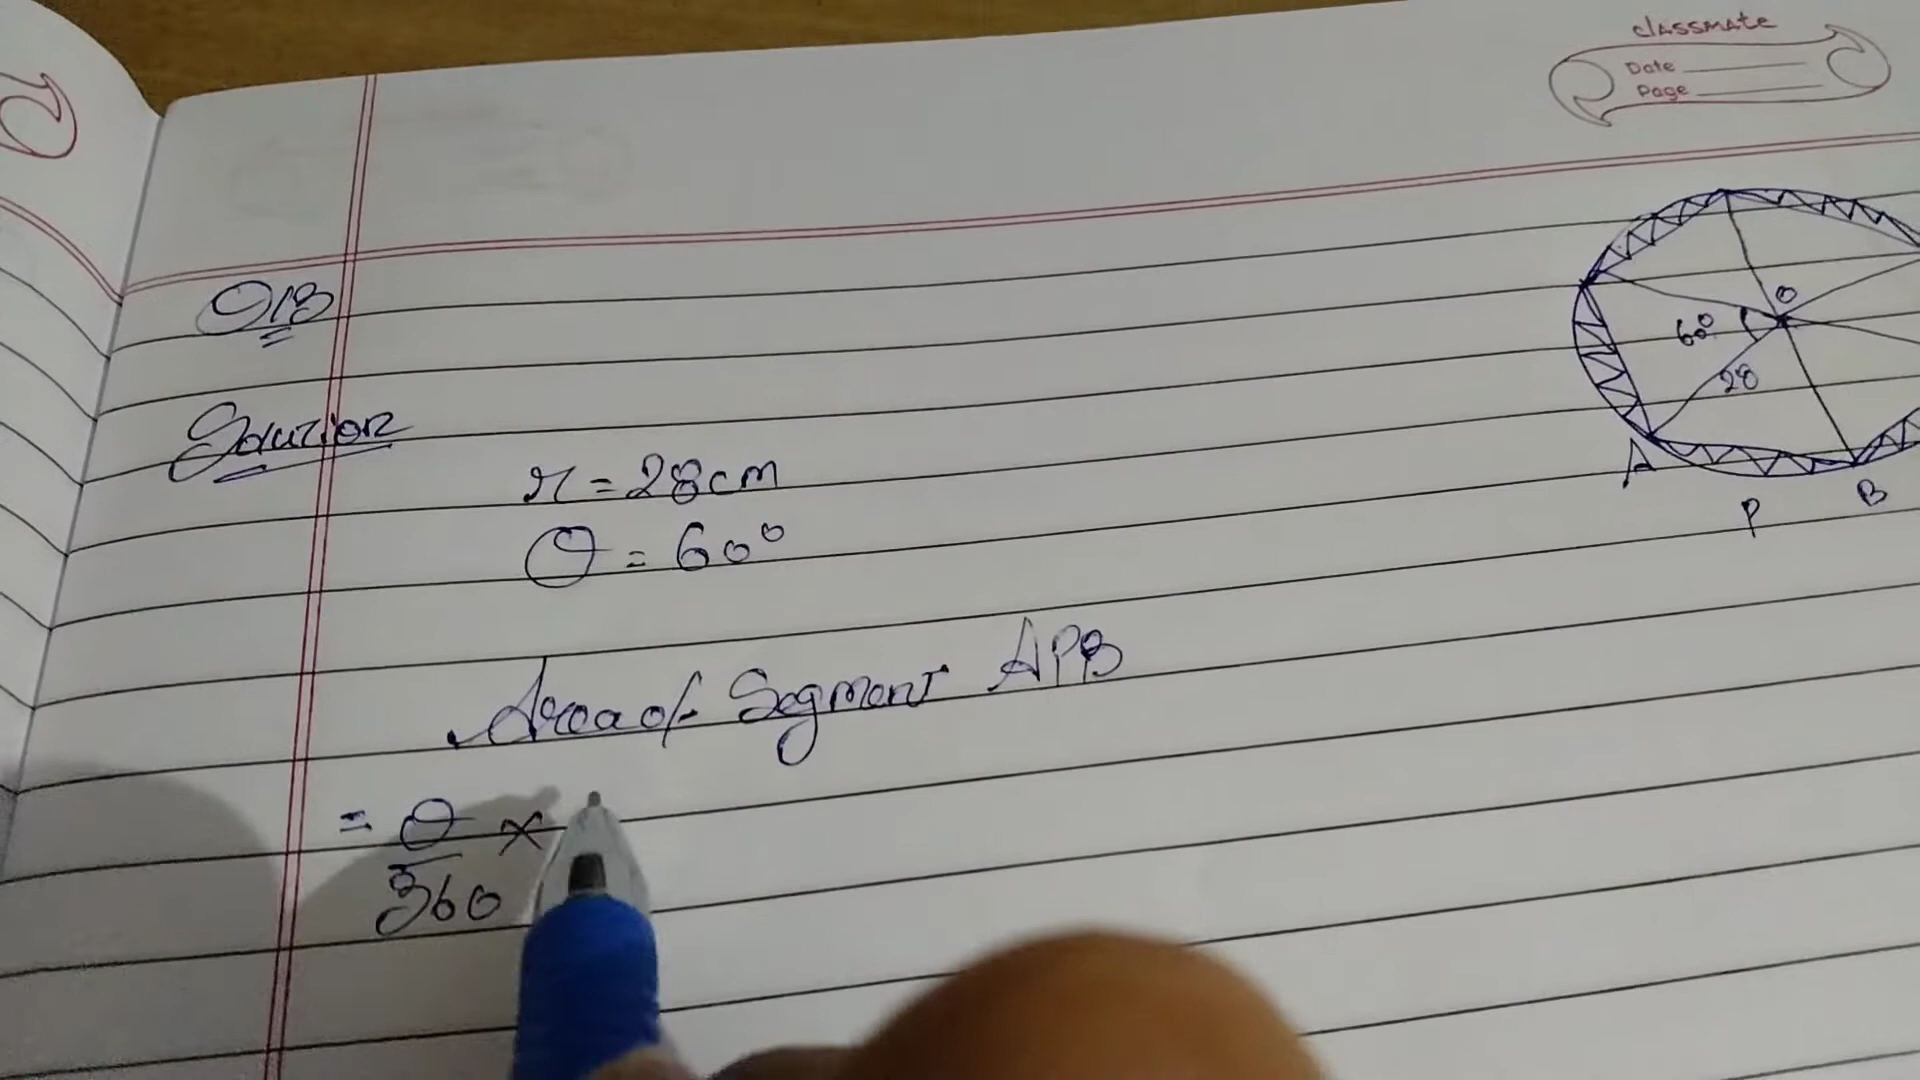 classmate
Date
Page
Q13
Solution
r = 28cm
θ = 60°
Area of Segment APB
= θ/360 ×
O
60°
28
A
P
B